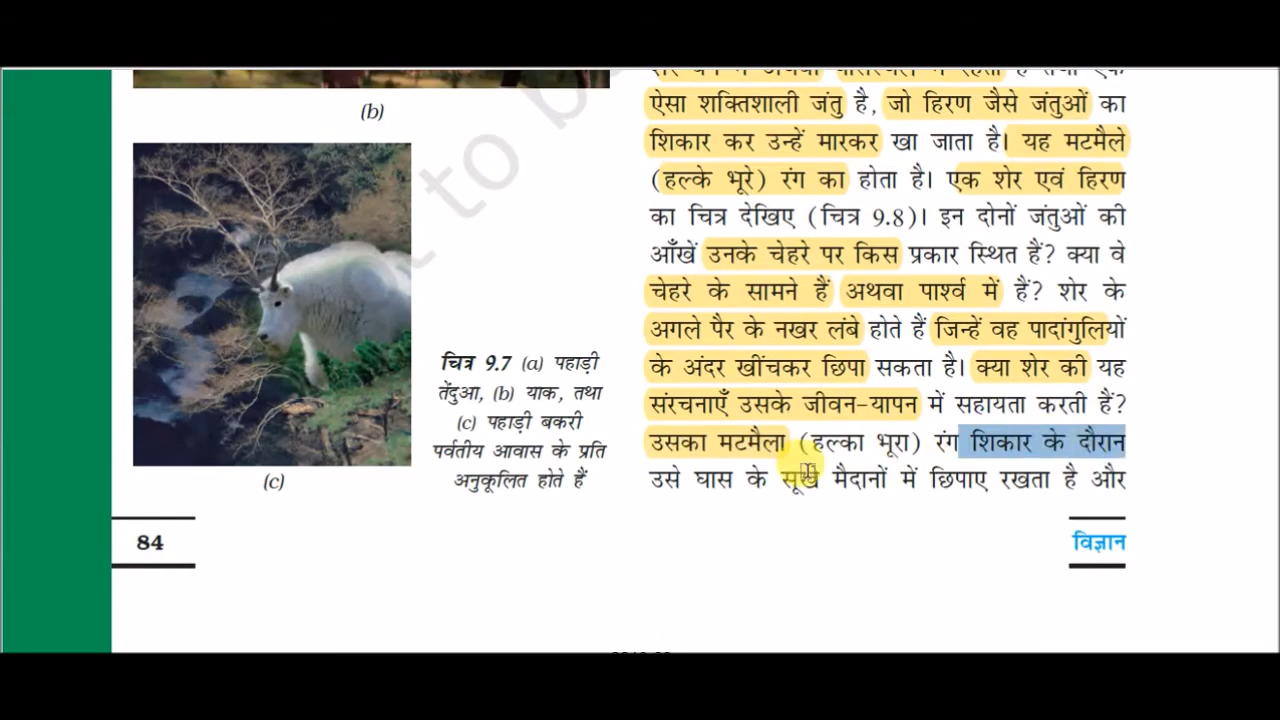 (b)
(c)
चित्र 9.7 (a) पहाड़ी
तेंदुआ, (b) याक, तथा
(c) पहाड़ी बकरी
पर्वतीय आवास के प्रति
अनुकूलित होते हैं
ऐसा शक्तिशाली जंतु है, जो हिरण जैसे जंतुओं का
शिकार कर उन्हें मारकर खा जाता है। यह मटमैले
(हल्के भूरे) रंग का होता है। एक शेर एवं हिरण
का चित्र देखिए (चित्र 9.8)। इन दोनों जंतुओं की
आँखें उनके चेहरे पर किस प्रकार स्थित हैं? क्या वे
चेहरे के सामने हैं अथवा पार्श्व में हैं? शेर के
अगले पैर के नखर लंबे होते हैं जिन्हें वह पादांगुलियों
के अंदर खींचकर छिपा सकता है। क्या शेर की यह
संरचनाएँ उसके जीवन-यापन में सहायता करती हैं?
उसका मटमैला (हल्का भूरा) रंग शिकार के दौरान
उसे घास के सूखे मैदानों में छिपाए रखता है और
84
विज्ञान
to b